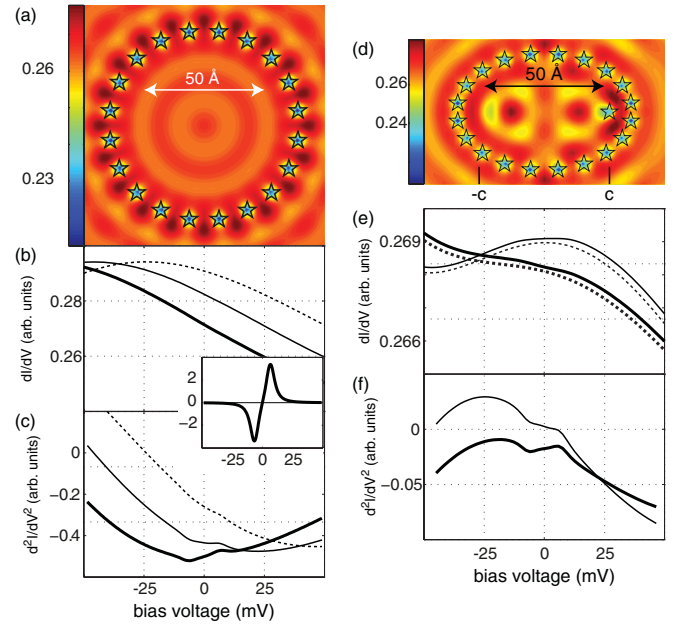 (a)
0.26
0.23
50 Å
(b)
dI/dV (arb. units)
0.28
0.26
2
0
−2
-25 0 25
(c)
d²I/dV² (arb. units)
0
−0.2
−0.4
-25 0 25
bias voltage (mV)
(d)
0.26
0.24
50 Å
-c c
(e)
dI/dV (arb. units)
0.269
0.266
(f)
d²I/dV² (arb. units)
0
−0.05
-25 0 25
bias voltage (mV)